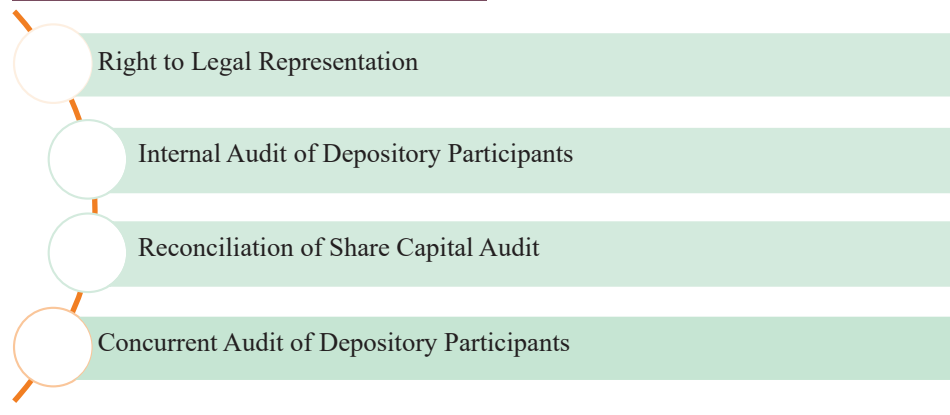 Right to Legal Representation
Internal Audit of Depository Participants
Reconciliation of Share Capital Audit
Concurrent Audit of Depository Participants